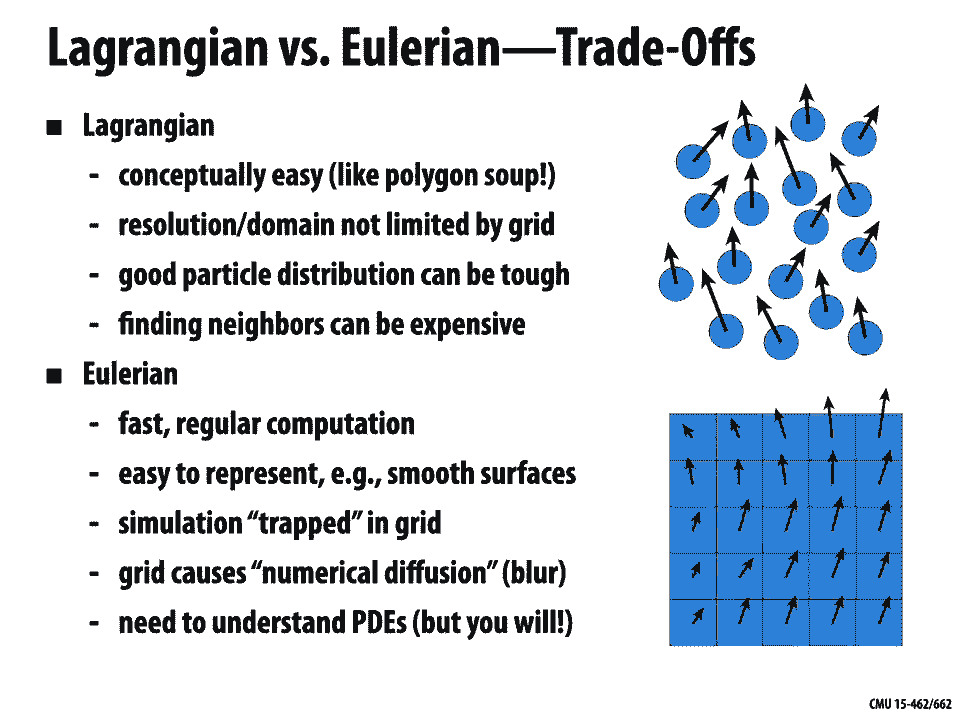 Lagrangian vs. Eulerian—Trade-Offs
■ Lagrangian
- conceptually easy (like polygon soup!)
- resolution/domain not limited by grid
- good particle distribution can be tough
- finding neighbors can be expensive
■ Eulerian
- fast, regular computation
- easy to represent, e.g., smooth surfaces
- simulation “trapped” in grid
- grid causes “numerical diffusion” (blur)
- need to understand PDEs (but you will!)
CMU 15-462/662